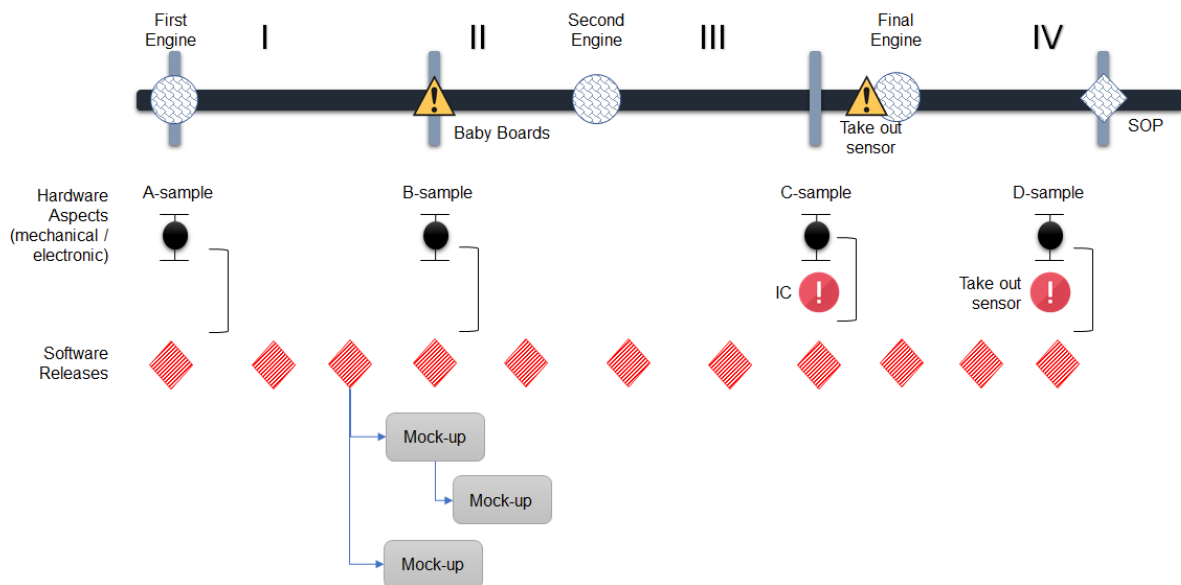 First
Engine
I
II
Second
Engine
III
Final
Engine
IV
Baby Boards
Take out
sensor
SOP
Hardware
Aspects
(mechanical /
electronic)
A-sample
B-sample
C-sample
D-sample
IC
Take out
sensor
Software
Releases
Mock-up
Mock-up
Mock-up